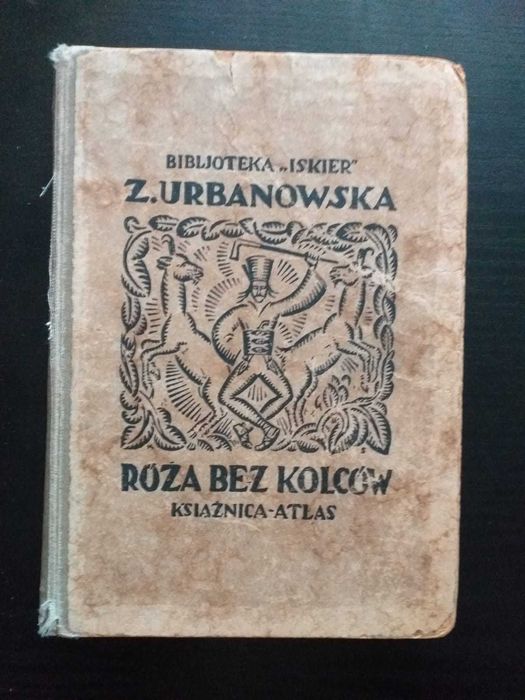 BIBLJOTEKA „ISKIER"
Z. URBANOWSKA
S
RÓŻA BEZ KOLCÓW
KSIĄŻNICA-ATLAS